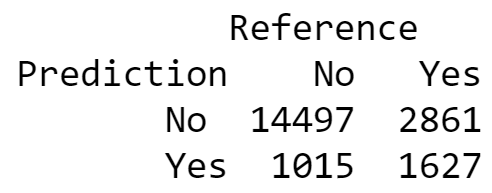 Reference
Prediction No Yes
No 14497 2861
Yes 1015 1627